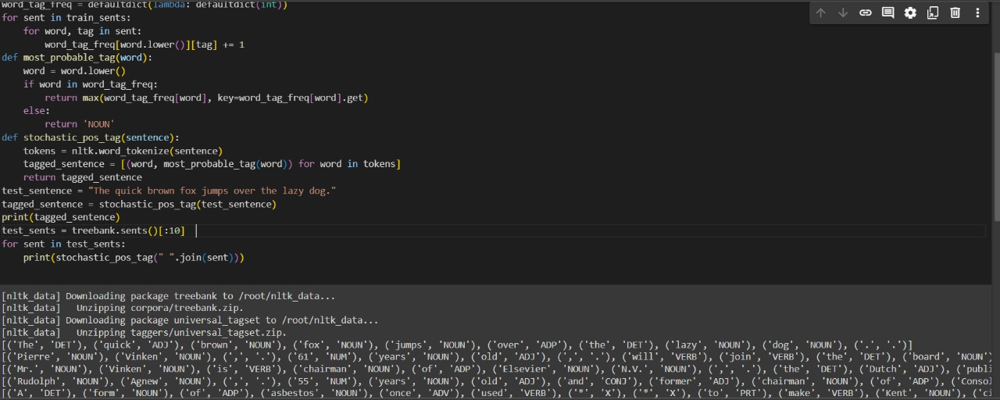 word_tag_freq = defaultdict(lambda: defaultdict(int))
for sent in train_sents:
    for word, tag in sent:
        word_tag_freq[word.lower()][tag] += 1
def most_probable_tag(word):
    word = word.lower()
    if word in word_tag_freq:
        return max(word_tag_freq[word], key=word_tag_freq[word].get)
    else:
        return 'NOUN'
def stochastic_pos_tag(sentence):
    tokens = nltk.word_tokenize(sentence)
    tagged_sentence = [(word, most_probable_tag(word)) for word in tokens]
    return tagged_sentence
test_sentence = "The quick brown fox jumps over the lazy dog."
tagged_sentence = stochastic_pos_tag(test_sentence)
print(tagged_sentence)
test_sents = treebank.sents()[:10]
for sent in test_sents:
    print(stochastic_pos_tag(" ".join(sent)))
[nltk_data] Downloading package treebank to /root/nltk_data...
[nltk_data]   Unzipping corpora/treebank.zip.
[nltk_data] Downloading package universal_tagset to /root/nltk_data...
[nltk_data]   Unzipping taggers/universal_tagset.zip.
[('The', 'DET'), ('quick', 'ADJ'), ('brown', 'NOUN'), ('fox', 'NOUN'), ('jumps', 'NOUN'), ('over', 'ADP'), ('the', 'DET'), ('lazy', 'NOUN'), ('dog', 'NOUN'), ('.', '.')]
[('Pierre', 'NOUN'), ('Vinken', 'NOUN'), (',', '.'), ('61', 'NUM'), ('years', 'NOUN'), ('old', 'ADJ'), (',', '.'), ('will', 'VERB'), ('join', 'VERB'), ('the', 'DET'), ('board', 'NOUN'
[('Mr.', 'NOUN'), ('Vinken', 'NOUN'), ('is', 'VERB'), ('chairman', 'NOUN'), ('of', 'ADP'), ('Elsevier', 'NOUN'), ('N.V.', 'NOUN'), (',', '.'), ('the', 'DET'), ('Dutch', 'ADJ'), ('publi
[('Rudolph', 'NOUN'), ('Agnew', 'NOUN'), (',', '.'), ('55', 'NUM'), ('years', 'NOUN'), ('old', 'ADJ'), ('and', 'CONJ'), ('former', 'ADJ'), ('chairman', 'NOUN'), ('of', 'ADP'), ('Consol
[('A', 'DET'), ('form', 'NOUN'), ('of', 'ADP'), ('asbestos', 'NOUN'), ('once', 'ADV'), ('used', 'VERB'), ('*', 'X'), ('*', 'X'), ('to', 'PRT'), ('make', 'VERB'), ('Kent', 'NOUN'), ('ci